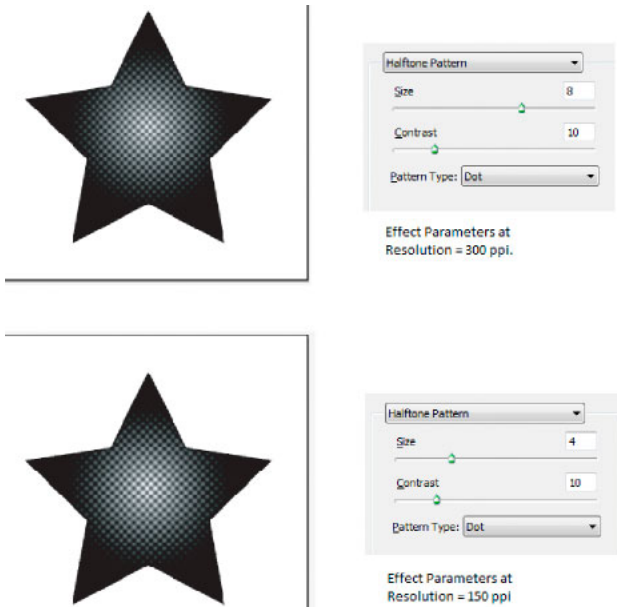 Halftone Pattern
Size
8
Contrast
10
Pattern Type: Dot
Effect Parameters at
Resolution = 300 ppi.
Halftone Pattern
Size
4
Contrast
10
Pattern Type: Dot
Effect Parameters at
Resolution = 150 ppi